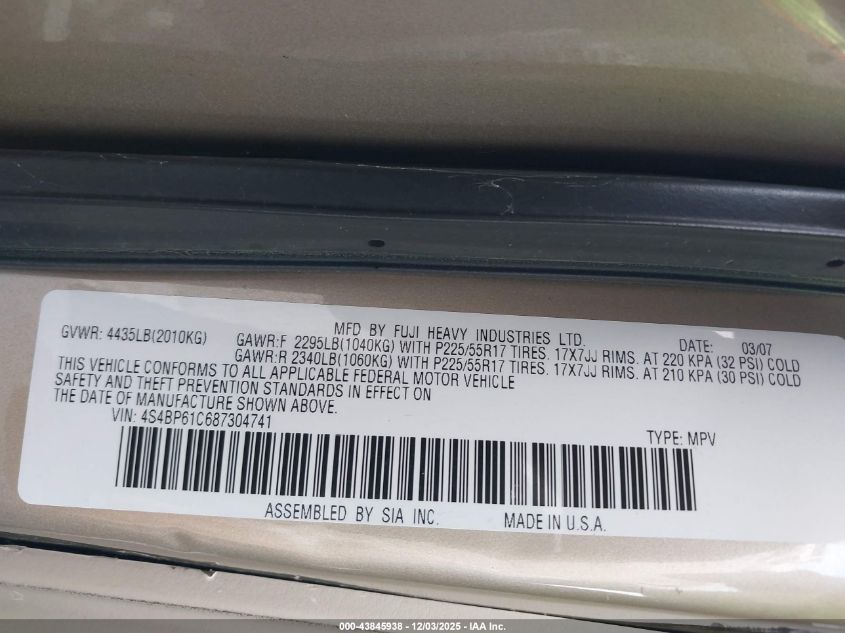 MFD BY FUJI HEAVY INDUSTRIES LTD. DATE: 03/07
GVWR: 4435LB(2010KG) GAWR:F 2295LB(1040KG) WITH P225/55R17 TIRES. 17X7JJ RIMS. AT 220 KPA (32 PSI) COLD
GAWR:R 2340LB(1060KG) WITH P225/55R17 TIRES. 17X7JJ RIMS. AT 210 KPA (30 PSI) COLD
THIS VEHICLE CONFORMS TO ALL APPLICABLE FEDERAL MOTOR VEHICLE
SAFETY AND THEFT PREVENTION STANDARDS IN EFFECT ON
THE DATE OF MANUFACTURE SHOWN ABOVE.
VIN: 4S4BP61C687304741 TYPE: MPV
ASSEMBLED BY SIA INC. MADE IN U.S.A.
000-43845938 - 12/03/2025 - IAA Inc.